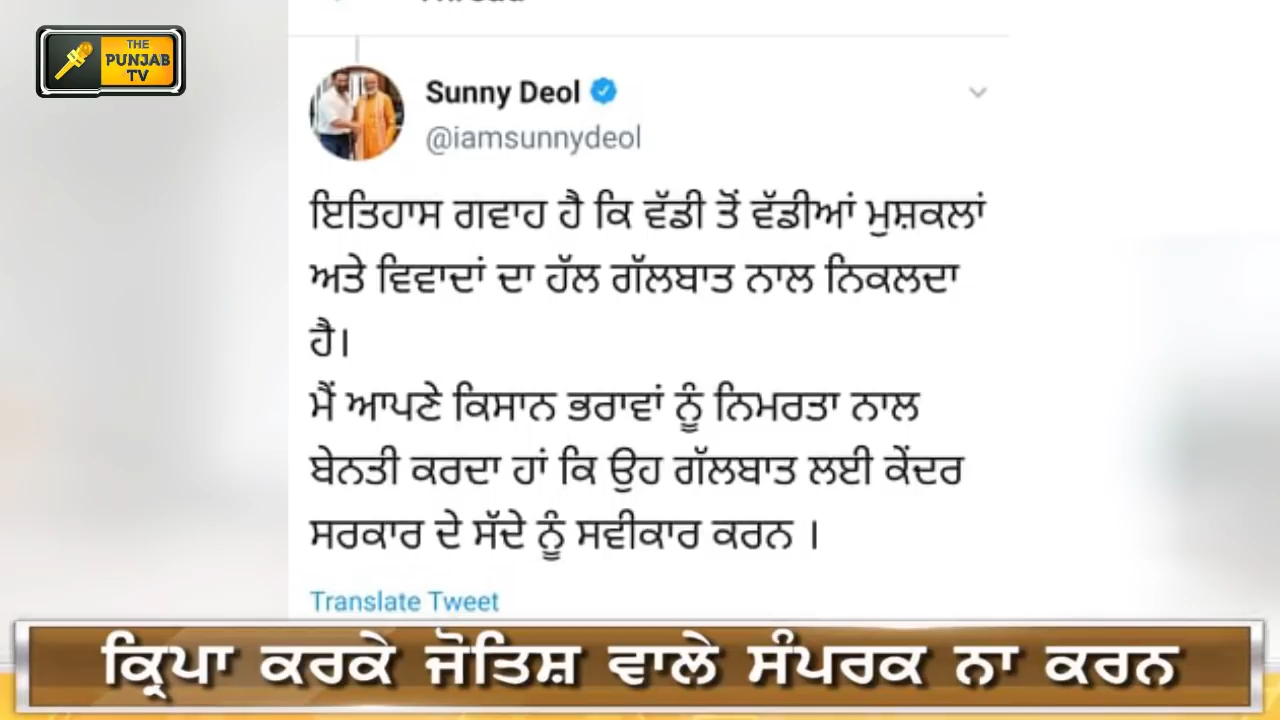 THE
PUNJAB
TV
Sunny Deol
@iamsunnydeol
ਇਤਿਹਾਸ ਗਵਾਹ ਹੈ ਕਿ ਵੱਡੀ ਤੋਂ ਵੱਡੀਆਂ ਮੁਸ਼ਕਲਾਂ
ਅਤੇ ਵਿਵਾਦਾਂ ਦਾ ਹੱਲ ਗੱਲਬਾਤ ਨਾਲ ਨਿਕਲਦਾ
ਹੈ।
ਮੈਂ ਆਪਣੇ ਕਿਸਾਨ ਭਰਾਵਾਂ ਨੂੰ ਨਿਮਰਤਾ ਨਾਲ
ਬੇਨਤੀ ਕਰਦਾ ਹਾਂ ਕਿ ਉਹ ਗੱਲਬਾਤ ਲਈ ਕੇਂਦਰ
ਸਰਕਾਰ ਦੇ ਸੱਦੇ ਨੂੰ ਸਵੀਕਾਰ ਕਰਨ ।
Translate Tweet
ਕ੍ਰਿਪਾ ਕਰਕੇ ਜੋਤਿਸ਼ ਵਾਲੇ ਸੰਪਰਕ ਨਾ ਕਰਨ